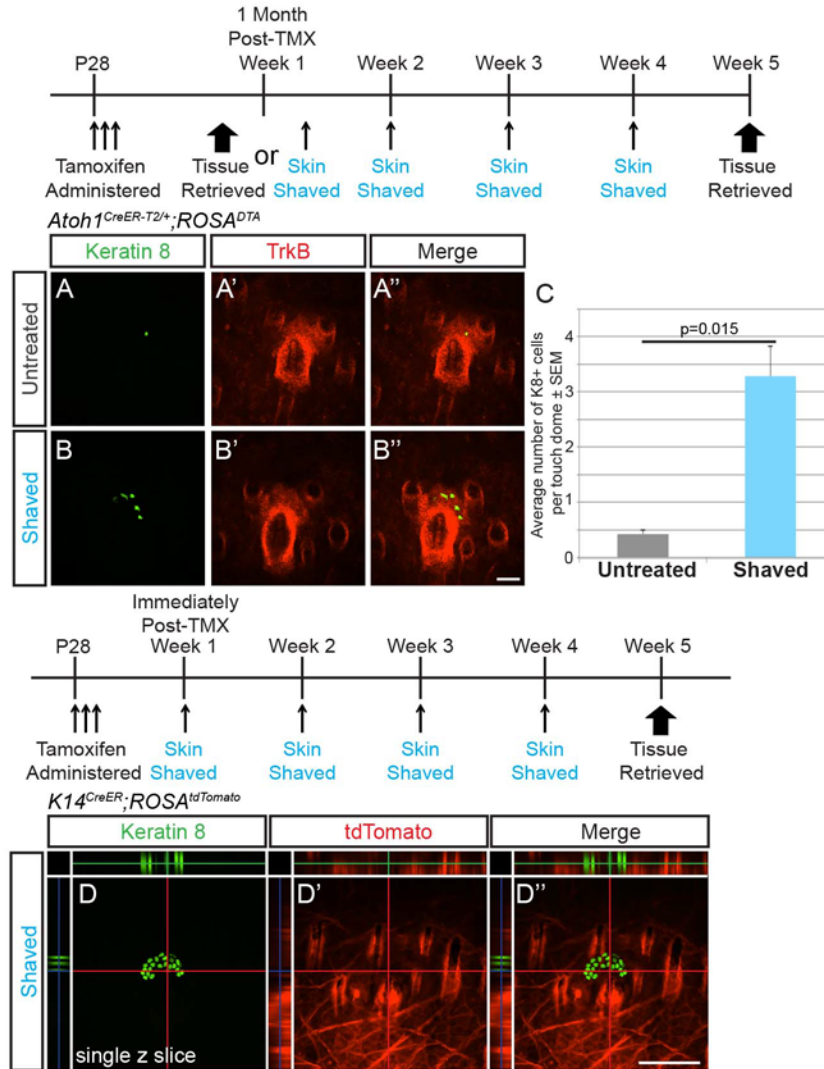 1 Month
Post-TMX
P28 Week 1 Week 2 Week 3 Week 4 Week 5
Tamoxifen Tissue or Skin Skin Skin Skin Tissue
Administered Retrieved Shaved Shaved Shaved Shaved Retrieved
Atoh1CreER-T2/+;ROSADTA
Keratin 8 TrkB Merge
Untreated
A A' A"
Shaved
B B' B"
C
Average number of K8+ cells
per touch dome ± SEM
4
3
2
1
0
p=0.015
Untreated Shaved
Immediately
Post-TMX
P28 Week 1 Week 2 Week 3 Week 4 Week 5
Tamoxifen Skin Skin Skin Skin Tissue
Administered Shaved Shaved Shaved Shaved Retrieved
K14CreER;ROSAtdTomato
Keratin 8 tdTomato Merge
Shaved
D D' D"
single z slice